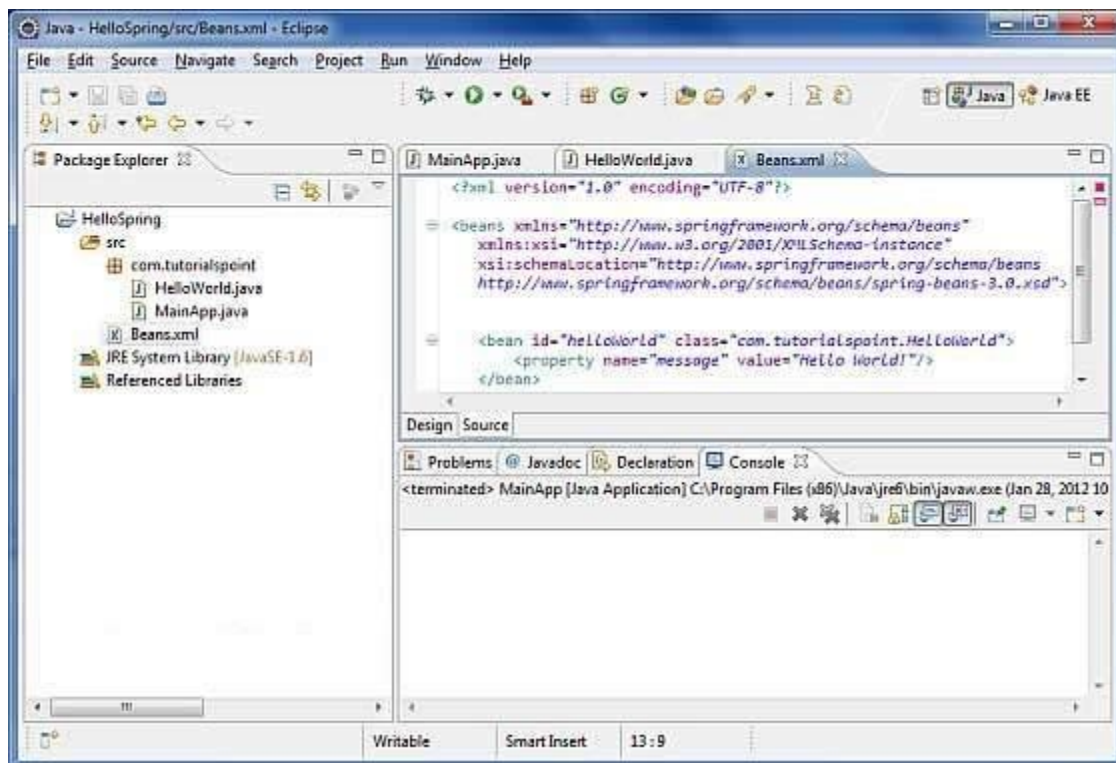 Java - HelloSpring/src/Beans.xml - Eclipse
File Edit Source Navigate Search Project Run Window Help
Java Java EE
Package Explorer
HelloSpring
src
com.tutorialspoint
HelloWorld.java
MainApp.java
Beans.xml
JRE System Library [JavaSE-1.6]
Referenced Libraries
MainApp.java HelloWorld.java Beans.xml
<?xml version="1.0" encoding="UTF-8"?>
<beans xmlns="http://www.springframework.org/schema/beans"
xmlns:xsi="http://www.w3.org/2001/XMLSchema-instance"
xsi:schemaLocation="http://www.springframework.org/schema/beans
http://www.springframework.org/schema/beans/spring-beans-3.0.xsd">
<bean id="helloWorld" class="com.tutorialspoint.HelloWorld">
<property name="message" value="Hello World!"/>
</bean>
Design Source
Problems @ Javadoc Declaration Console
<terminated> MainApp [Java Application] C:\Program Files (x86)\Java\jre6\bin\javaw.exe (Jan 28, 2012 10
Writable Smart Insert 13 : 9